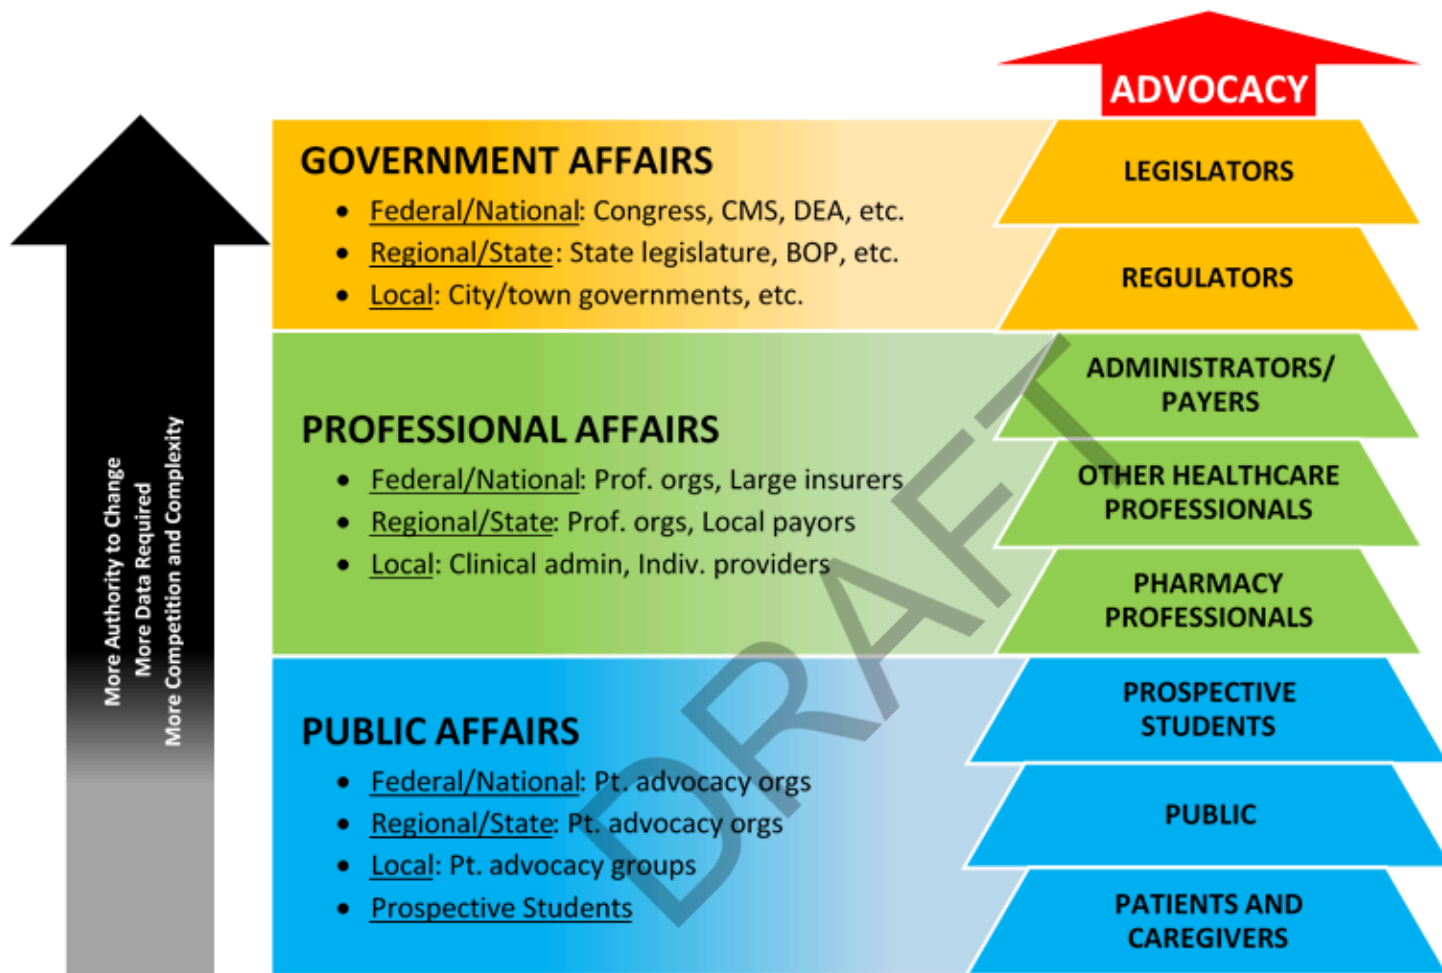 ADVOCACY
GOVERNMENT AFFAIRS
• Federal/National: Congress, CMS, DEA, etc.
• Regional/State: State legislature, BOP, etc.
• Local: City/town governments, etc.
LEGISLATORS
REGULATORS
PROFESSIONAL AFFAIRS
• Federal/National: Prof. orgs, Large insurers
• Regional/State: Prof. orgs, Local payors
• Local: Clinical admin, Indiv. providers
ADMINISTRATORS/
PAYERS
OTHER HEALTHCARE
PROFESSIONALS
PHARMACY
PROFESSIONALS
PUBLIC AFFAIRS
• Federal/National: Pt. advocacy orgs
• Regional/State: Pt. advocacy orgs
• Local: Pt. advocacy groups
• Prospective Students
PROSPECTIVE
STUDENTS
PUBLIC
PATIENTS AND
CAREGIVERS
More Authority to Change
More Data Required
More Competition and Complexity
DRAFT